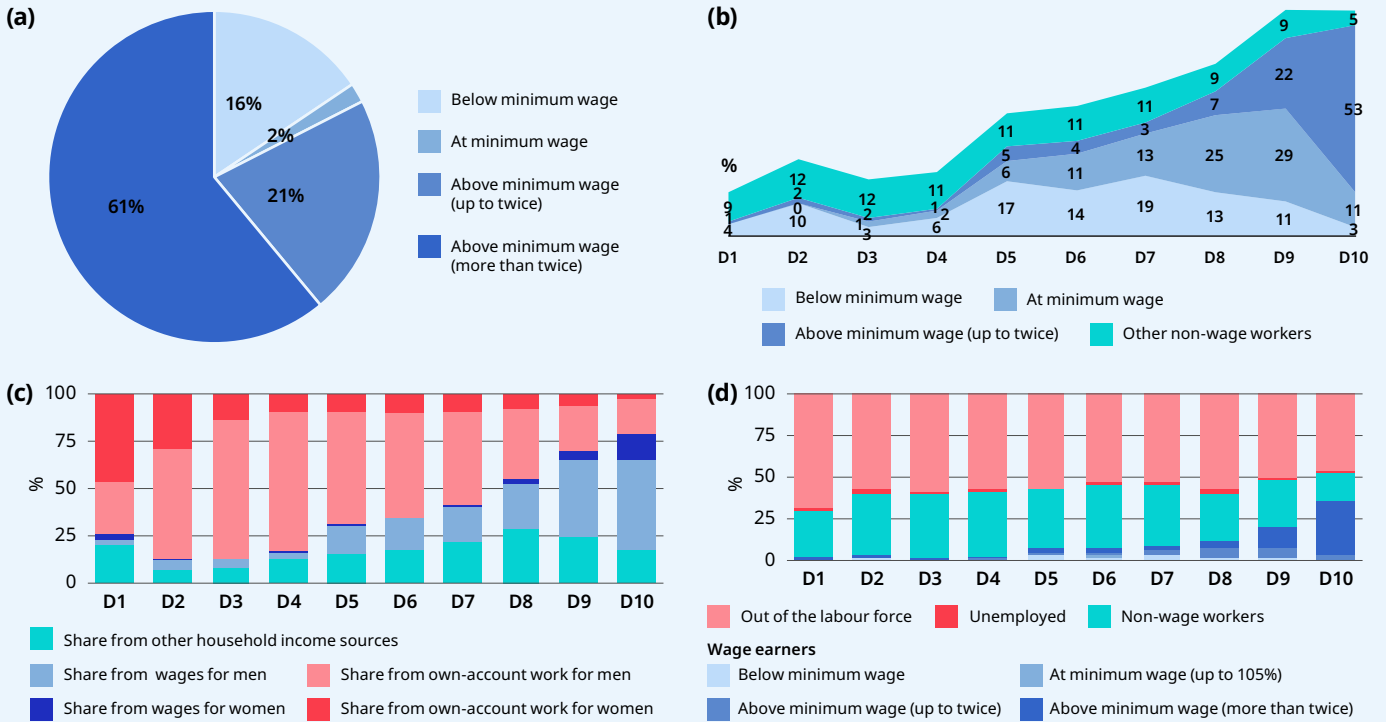 (a)
16%
2%
21%
61%
Below minimum wage
At minimum wage
Above minimum wage
(up to twice)
Above minimum wage
(more than twice)
(b)
%
9
1
4
12
2
0
10
12
2
1
3
11
1
2
6
11
5
6
17
11
4
11
14
11
3
13
19
9
7
25
13
9
22
29
11
5
53
11
3
D1 D2 D3 D4 D5 D6 D7 D8 D9 D10
Below minimum wage
At minimum wage
Above minimum wage (up to twice)
Other non-wage workers
(c)
%
100
75
50
25
0
D1 D2 D3 D4 D5 D6 D7 D8 D9 D10
Share from other household income sources
Share from wages for men
Share from own-account work for men
Share from wages for women
Share from own-account work for women
(d)
%
100
75
50
25
0
D1 D2 D3 D4 D5 D6 D7 D8 D9 D10
Out of the labour force
Unemployed
Non-wage workers
Wage earners
Below minimum wage
At minimum wage (up to 105%)
Above minimum wage (up to twice)
Above minimum wage (more than twice)